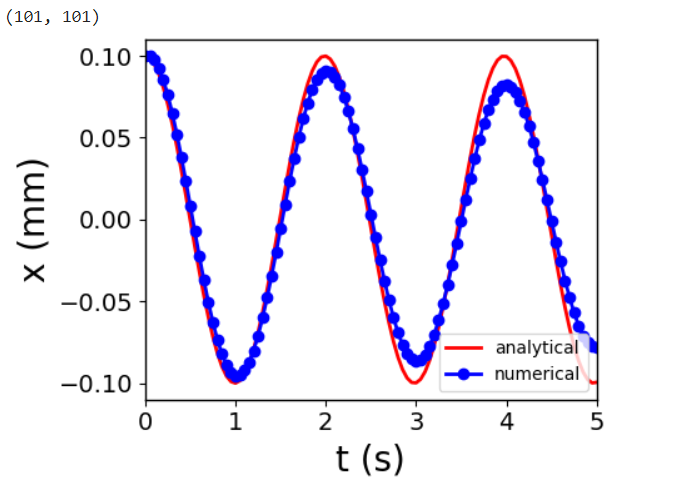 (101, 101)
0.10
0.05
0.00
−0.05
−0.10
x (mm)
analytical
numerical
0 1 2 3 4 5
t (s)